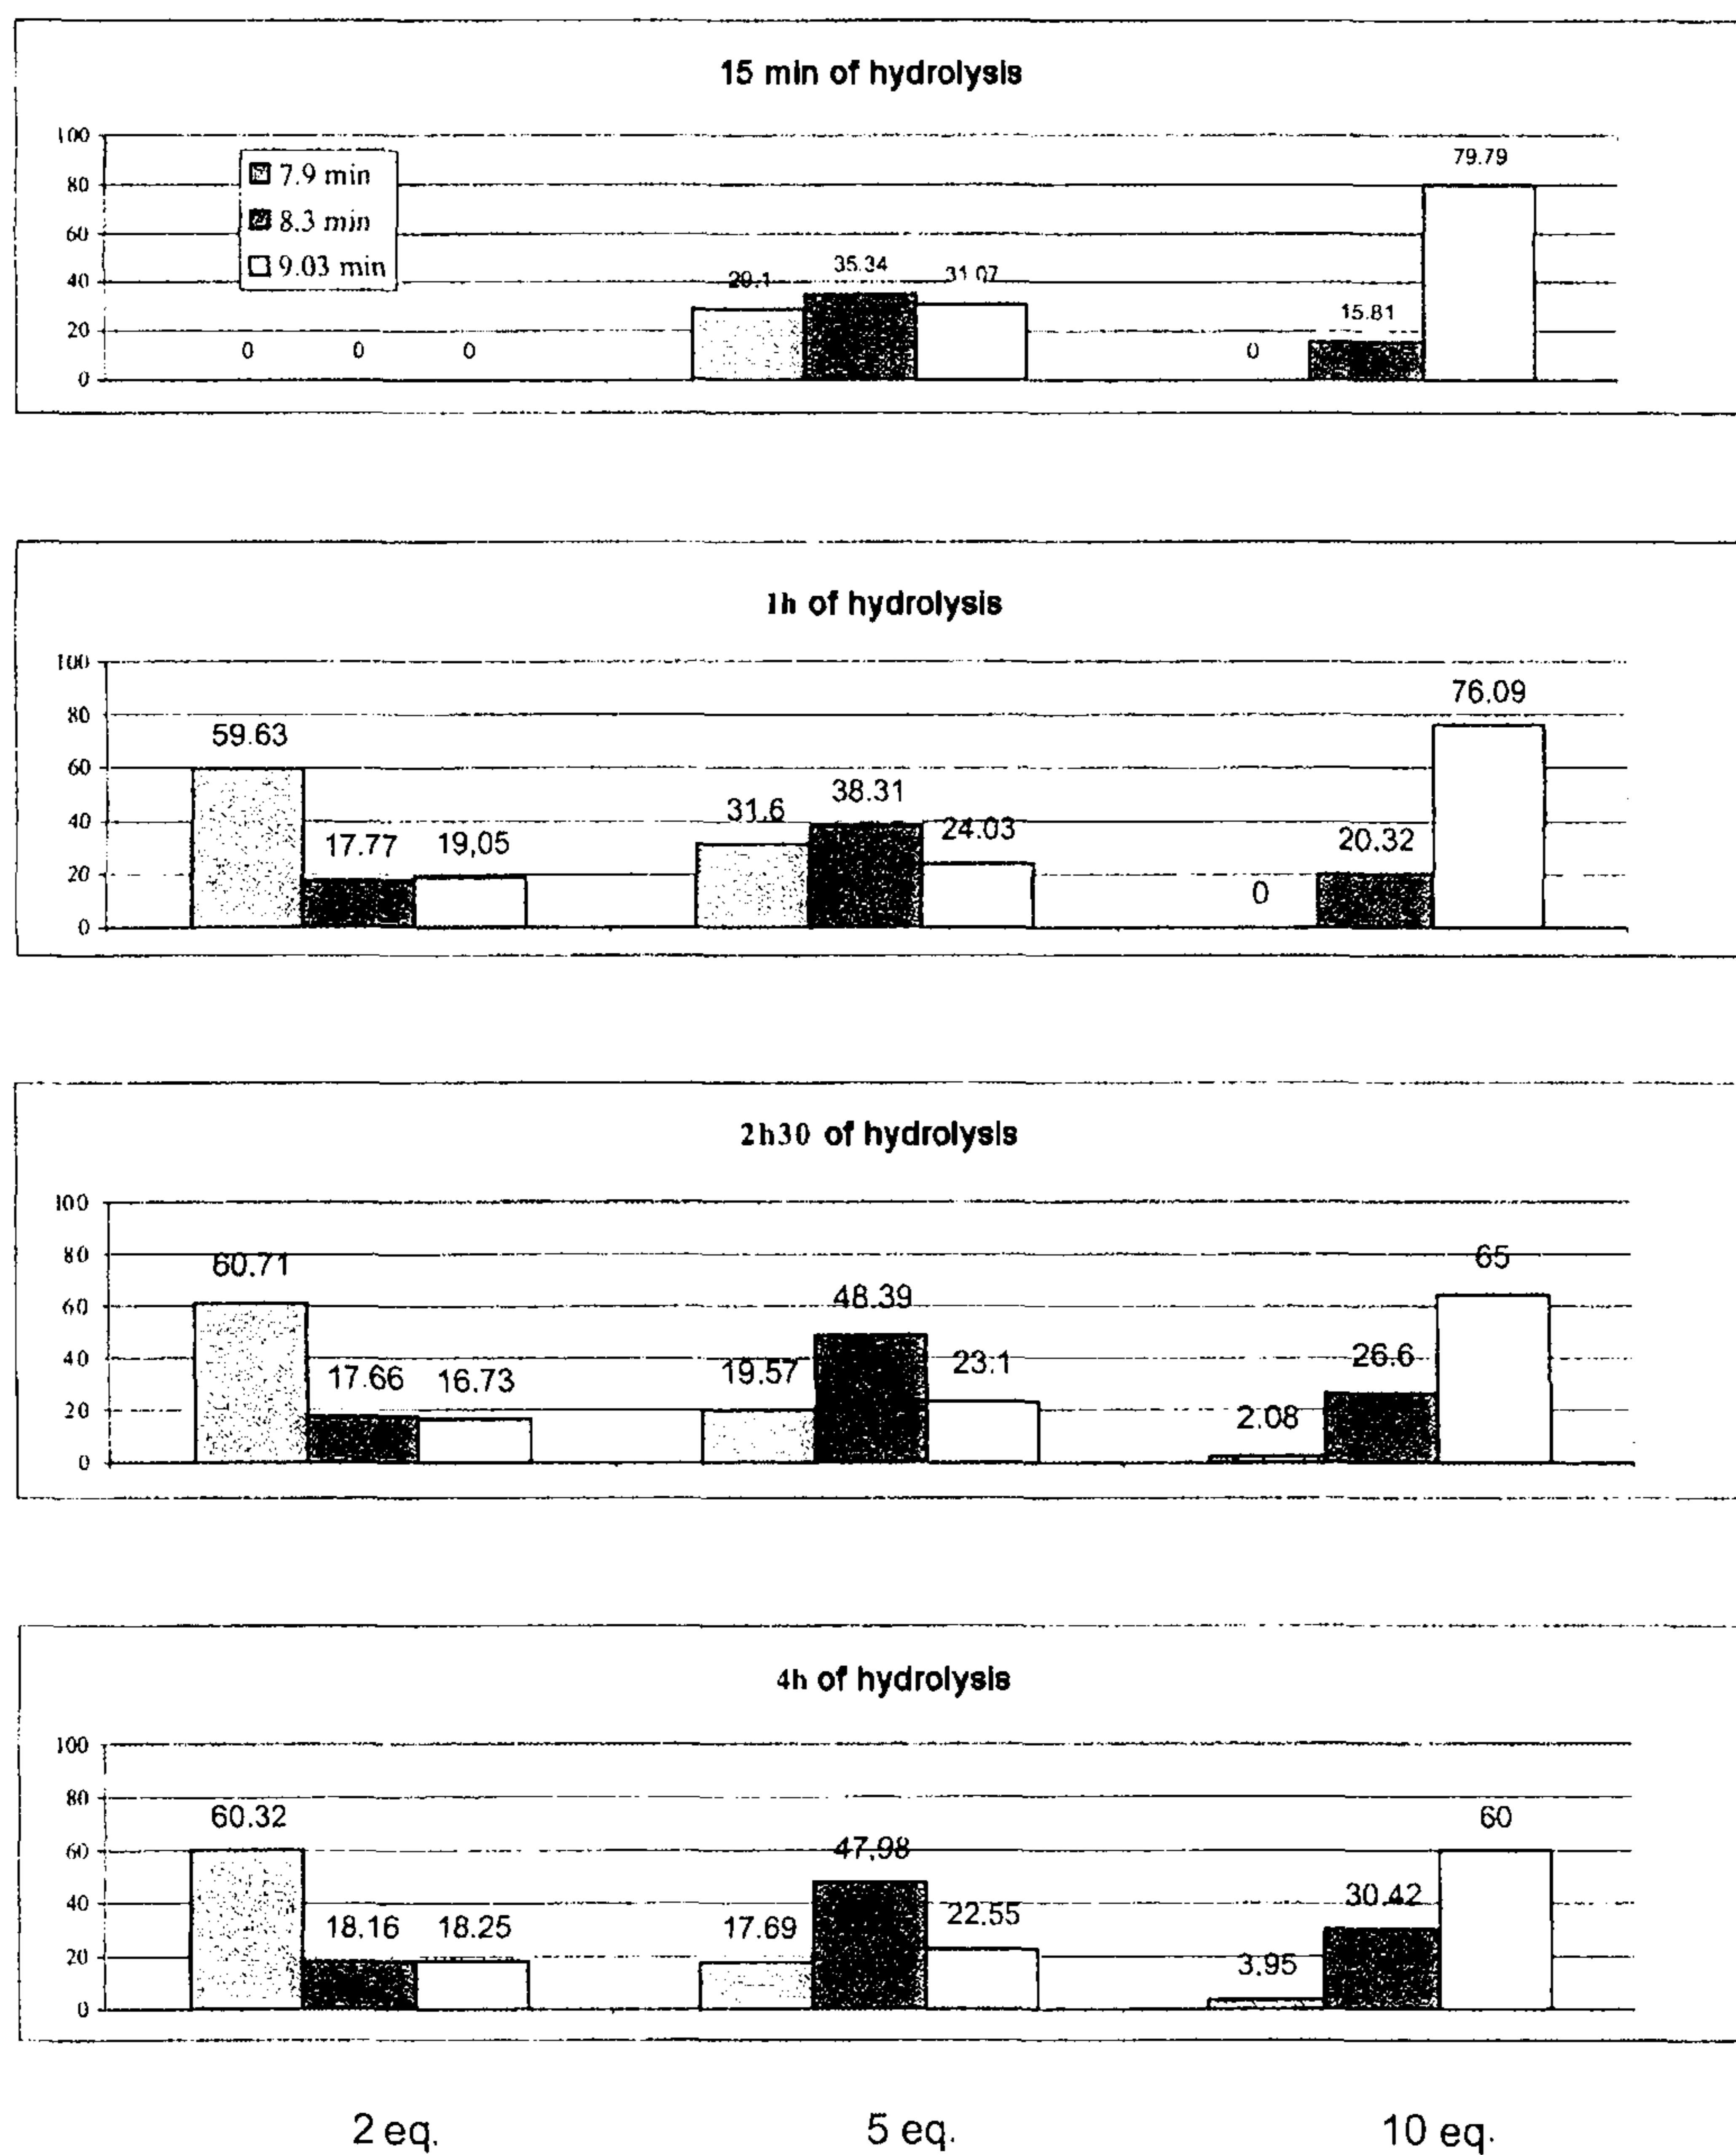 15 min of hydrolysis
100
80
60
40
20
0
7.9 min
8.3 min
9.03 min
0 0 0
29.1 35.34 31.07
0 15.81 79.79
1h of hydrolysis
100
80
60
40
20
0
59.63 17.77 19,05
31.6 38.31 24.03
0 20.32 76.09
2h30 of hydrolysis
100
80
60
40
20
0
60.71 17.66 16.73
19.57 48.39 23.1
2.08 26.6 65
4h of hydrolysis
100
80
60
40
20
0
60.32 18.16 18.25
17.69 47,98 22.55
3,95 30.42 60
2 eq. 5 eq. 10 eq.